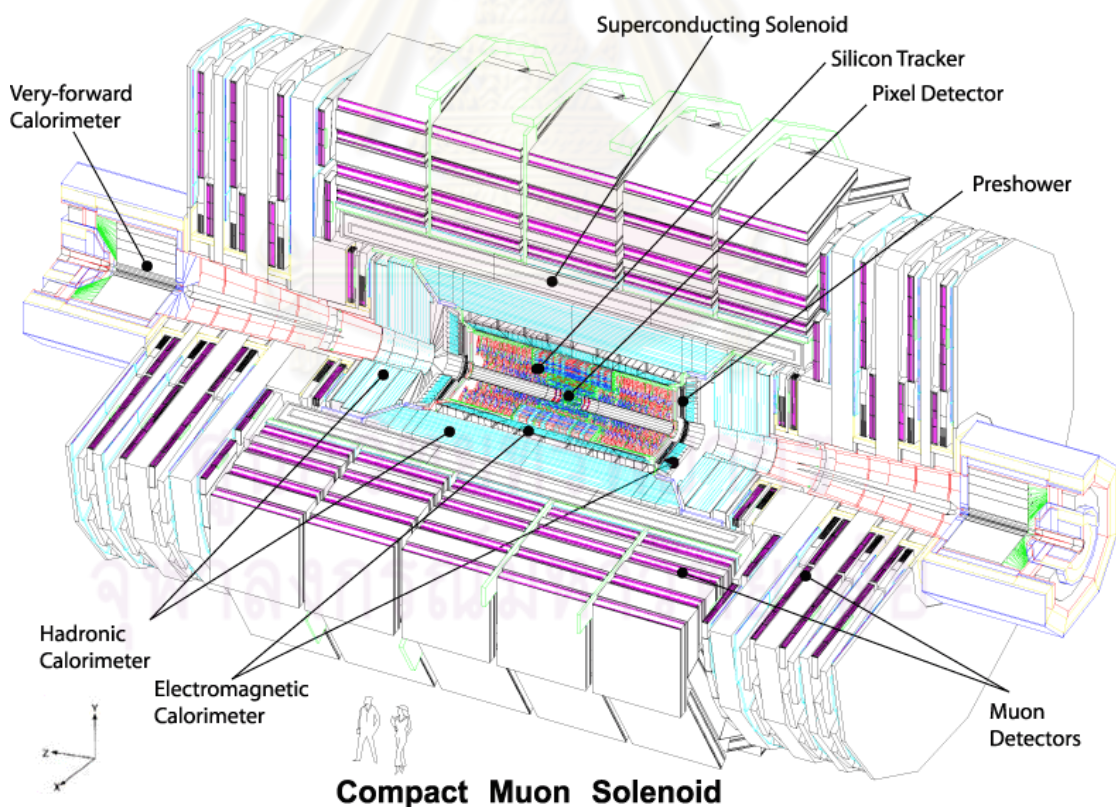 Superconducting Solenoid
Silicon Tracker
Pixel Detector
Very-forward
Calorimeter
Preshower
Hadronic
Calorimeter
Electromagnetic
Calorimeter
Muon
Detectors
Y
Z
X
Compact Muon Solenoid